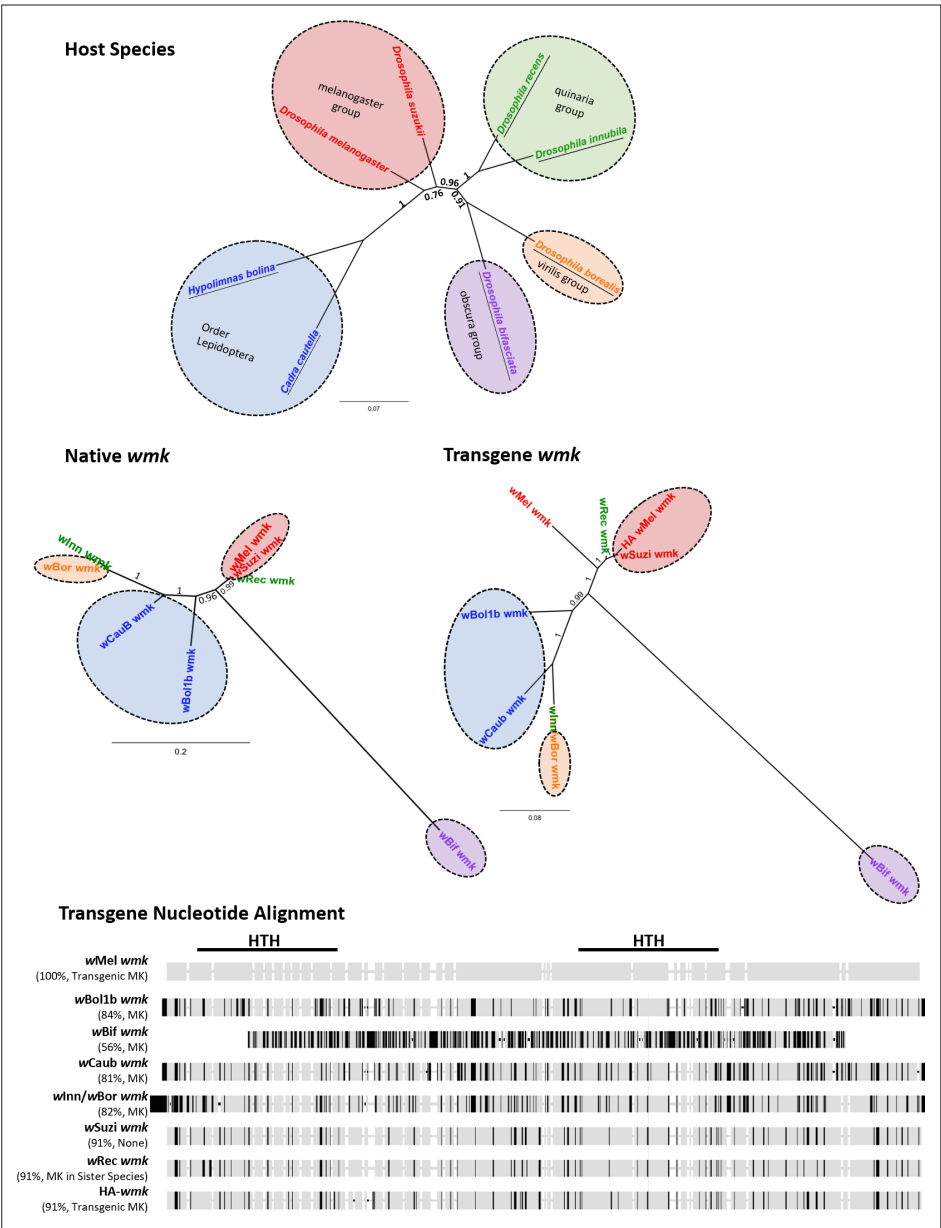 Host Species
melanogaster
group
Drosophila suzukii
Drosophila melanogaster
Drosophila recens
quinaria
group
Drosophila innubila
1
0.96
0.76
0.91
1
Hypolimnas bolina
Order
Lepidoptera
Cadra cautella
obscura group
Drosophila bifasciata
Drosophila borealis
virilis group
0.07
Native wmk
wInn wmk
wBor wmk
wMel wmk
wSuzi wmk
wRec wmk
1
1
0.96
0.99
wCauB wmk
wBol1b wmk
0.2
wBif wmk
Transgene wmk
wMel wmk
wRec wmk
HA wMel wmk
wSuzi wmk
1
1
1
0.99
1
wBol1b wmk
wCaub wmk
wInn
wBor wmk
0.08
wBif wmk
Transgene Nucleotide Alignment
HTH HTH
wMel wmk
(100%, Transgenic MK)
wBol1b wmk
(84%, MK)
wBif wmk
(56%, MK)
wCaub wmk
(81%, MK)
wInn/wBor wmk
(82%, MK)
wSuzi wmk
(91%, None)
wRec wmk
(91%, MK in Sister Species)
HA-wmk
(91%, Transgenic MK)